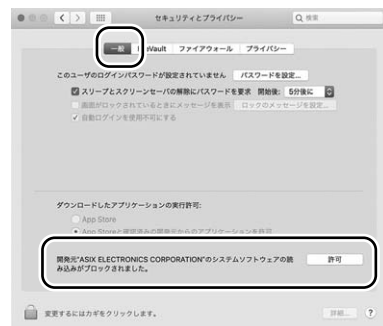 セキュリティとプライバシー
検索
一般 Vault ファイアウォール プライバシー
このユーザのログインパスワードが設定されていません パスワードを設定...
スリープとスクリーンセーバの解除にパスワードを要求 開始後: 5分後に
画面がロックされているときにメッセージを表示 ロックのメッセージを設定...
自動ログインを使用不可にする
ダウンロードしたアプリケーションの実行許可:
App Store
App Storeと確認済みの開発元からのアプリケーションを許可
開発元"ASIX ELECTRONICS CORPORATION"のシステムソフトウェアの読
み込みがブロックされました。
許可
変更するにはカギをクリックします。
詳細...
?